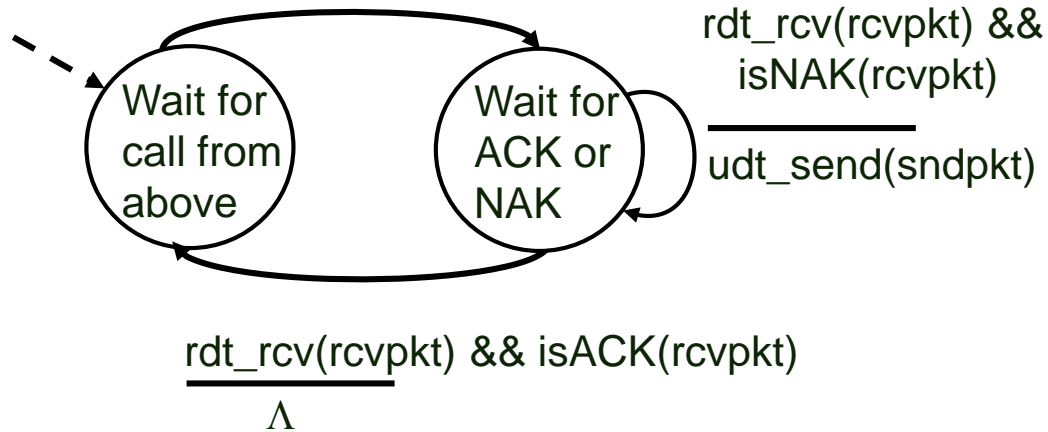 Wait for
call from
above
Wait for
ACK or
NAK
rdt_rcv(rcvpkt) &&
isNAK(rcvpkt)
udt_send(sndpkt)
rdt_rcv(rcvpkt) && isACK(rcvpkt)
Λ